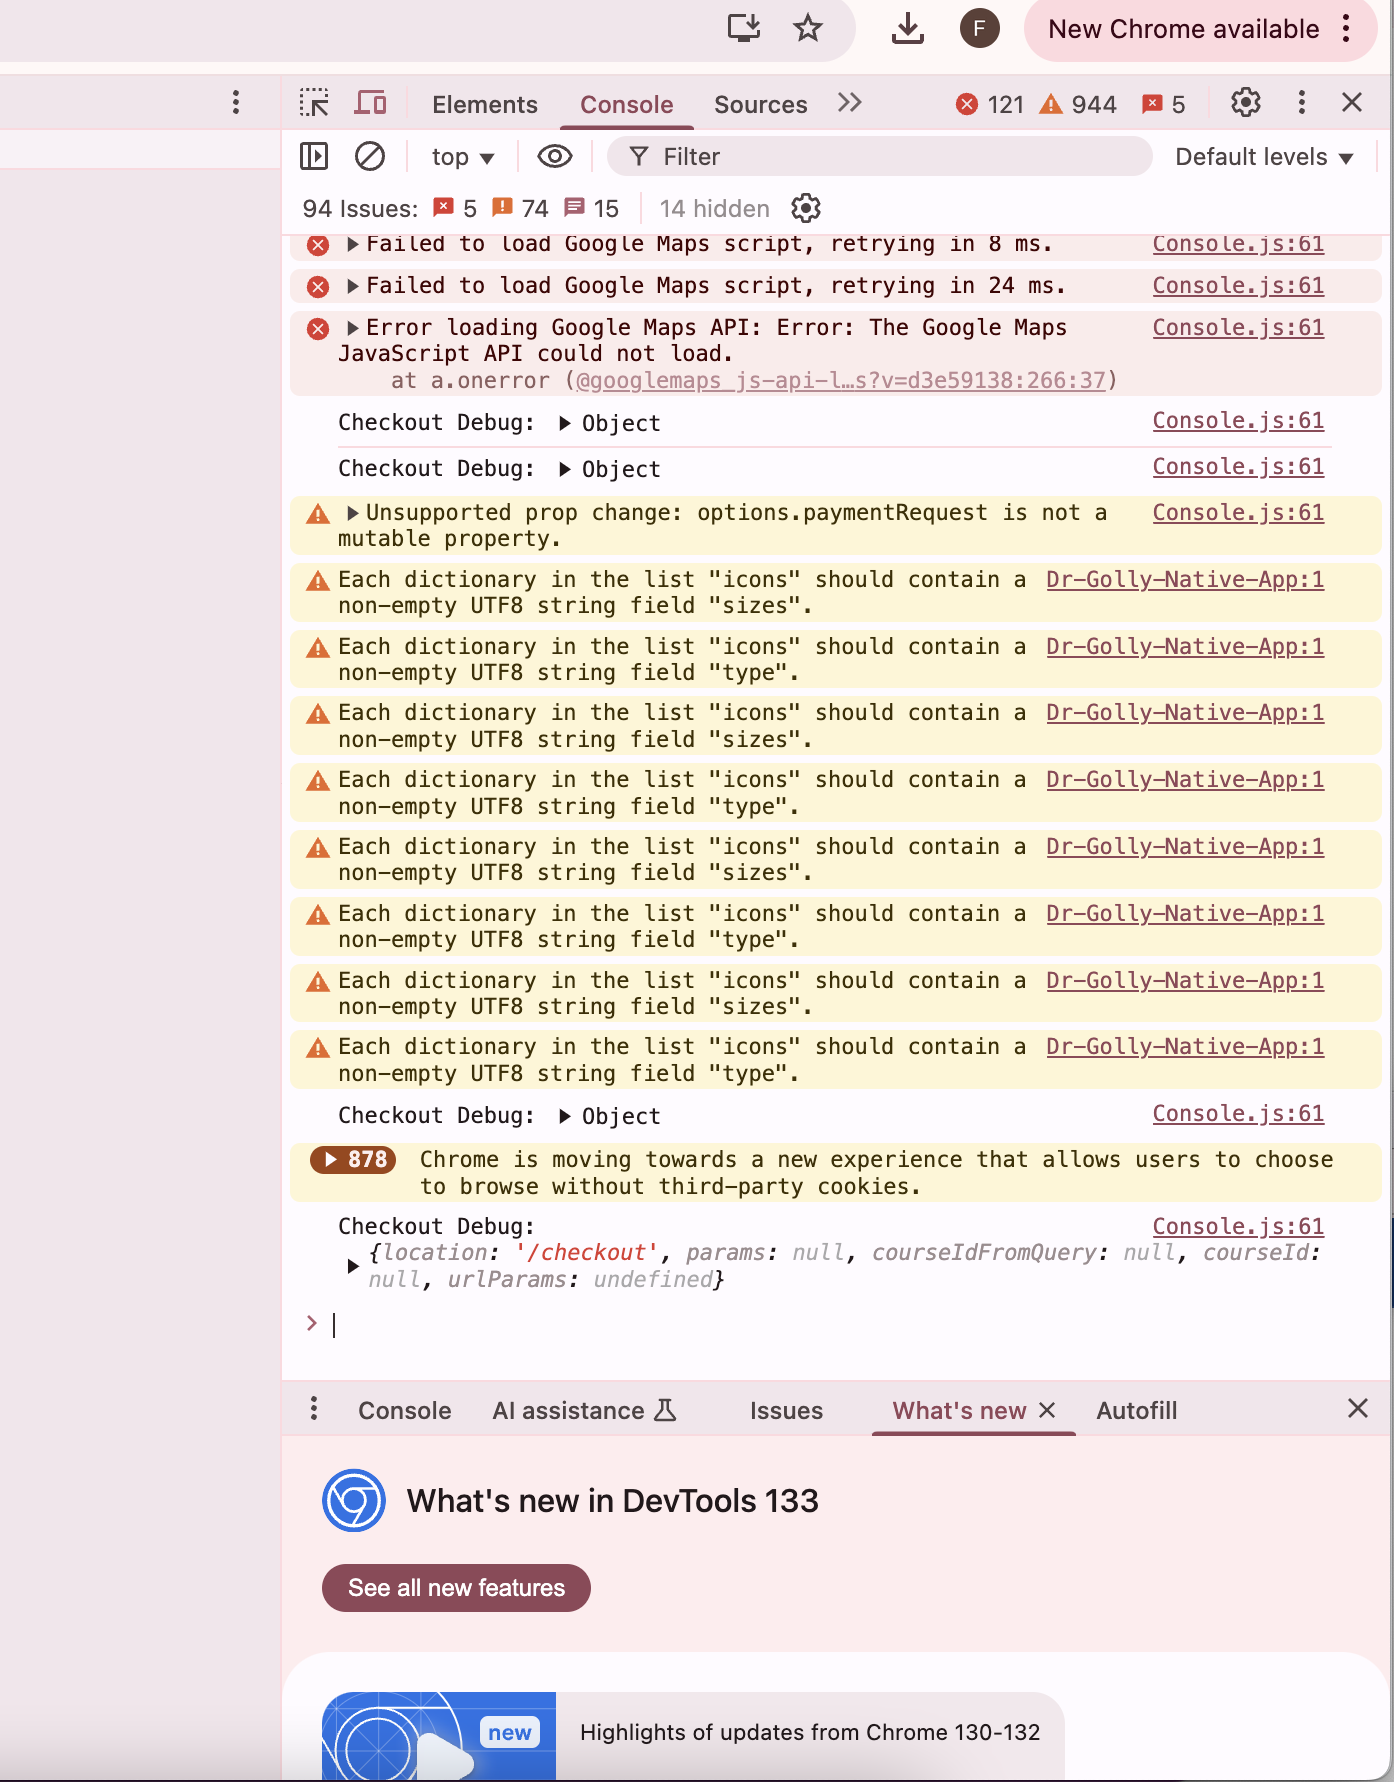 F
New Chrome available
Elements Console Sources 121 944 5
top Filter Default levels
94 Issues: 5 74 15 14 hidden
Failed to load Google Maps script, retrying in 8 ms. Console.js:61
Failed to load Google Maps script, retrying in 24 ms. Console.js:61
Error loading Google Maps API: Error: The Google Maps Console.js:61
JavaScript API could not load.
at a.onerror (@googlemaps_js-api-l…s?v=d3e59138:266:37)
Checkout Debug: Object Console.js:61
Checkout Debug: Object Console.js:61
Unsupported prop change: options.paymentRequest is not a Console.js:61
mutable property.
Each dictionary in the list "icons" should contain a Dr-Golly-Native-App:1
non-empty UTF8 string field "sizes".
Each dictionary in the list "icons" should contain a Dr-Golly-Native-App:1
non-empty UTF8 string field "type".
Each dictionary in the list "icons" should contain a Dr-Golly-Native-App:1
non-empty UTF8 string field "sizes".
Each dictionary in the list "icons" should contain a Dr-Golly-Native-App:1
non-empty UTF8 string field "type".
Each dictionary in the list "icons" should contain a Dr-Golly-Native-App:1
non-empty UTF8 string field "sizes".
Each dictionary in the list "icons" should contain a Dr-Golly-Native-App:1
non-empty UTF8 string field "type".
Each dictionary in the list "icons" should contain a Dr-Golly-Native-App:1
non-empty UTF8 string field "sizes".
Each dictionary in the list "icons" should contain a Dr-Golly-Native-App:1
non-empty UTF8 string field "type".
Checkout Debug: Object Console.js:61
878 Chrome is moving towards a new experience that allows users to choose
to browse without third-party cookies.
Checkout Debug: Console.js:61
{location: '/checkout', params: null, courseIdFromQuery: null, courseId:
null, urlParams: undefined}
Console AI assistance Issues What's new Autofill
What's new in DevTools 133
See all new features
new
Highlights of updates from Chrome 130-132